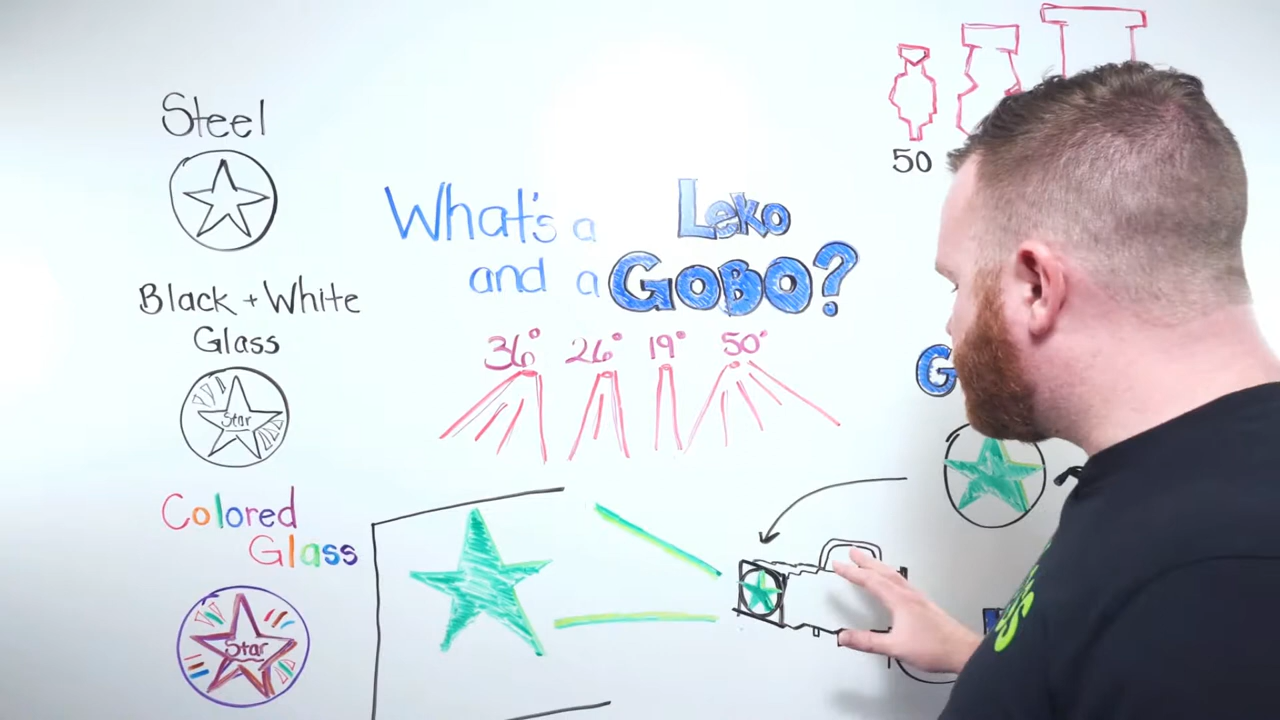 Steel
Black + White
Glass
Star
Colored
Glass
Star
What's a Leko
and a GOBO?
36° 26° 19° 50°
50
G